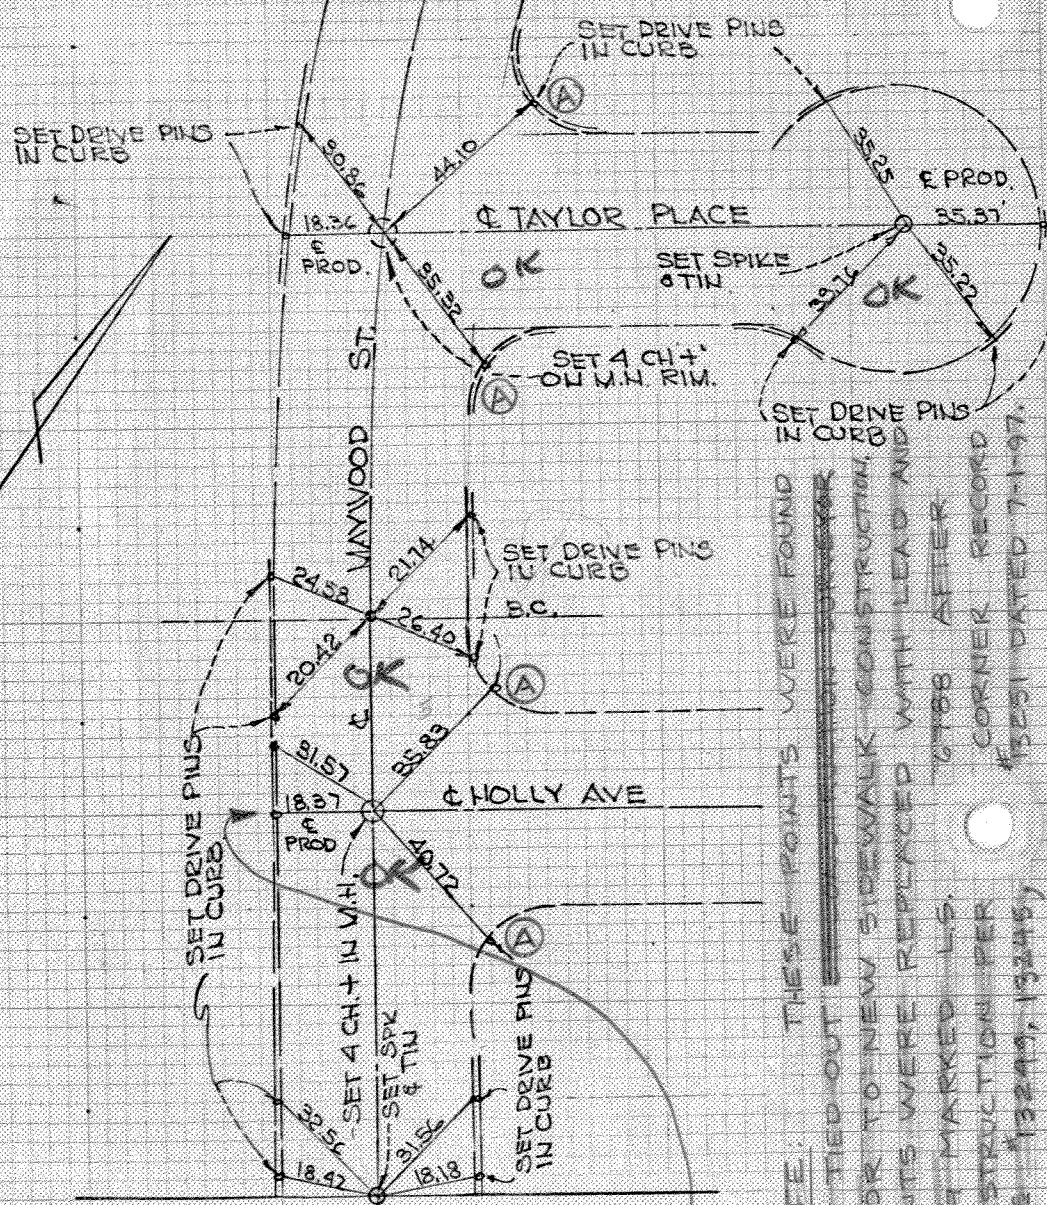 SET DRIVE PINS
IN CURB
A
SET DRIVE PINS
IN CURB
30.86
44.10
35.25
℄ PROD.
18.36
℄
PROD.
℄ TAYLOR PLACE
35.37'
OK
SET SPIKE
& TIN
35.32
39.76
OK
35.22
SET 4 CH +
ON M.H. RIM.
A
SET DRIVE PINS
IN CURB
℄ MAYWOOD ST.
21.74
SET DRIVE PINS
IN CURB
24.58
B.C.
26.40
20.42
OK
A
35.83
31.57
18.37
℄
PROD
℄ HOLLY AVE
SET DRIVE PINS
IN CURB
OK
40.72
A
SET 4 CH. + IN M.H.
SET SPK
& TIN
SET DRIVE PINS
IN CURB
32.56
31.56
18.42
18.18
THESE POINTS WERE FOUND
TIED OUT
TO NEW SIDEWALK CONSTRUCTION,
WERE REPLACED WITH LEAD AND
MARKED L.S. 6788 AFTER
PER CORNER RECORD
# 13249, 13245, # 13251 DATED 7-1-97.